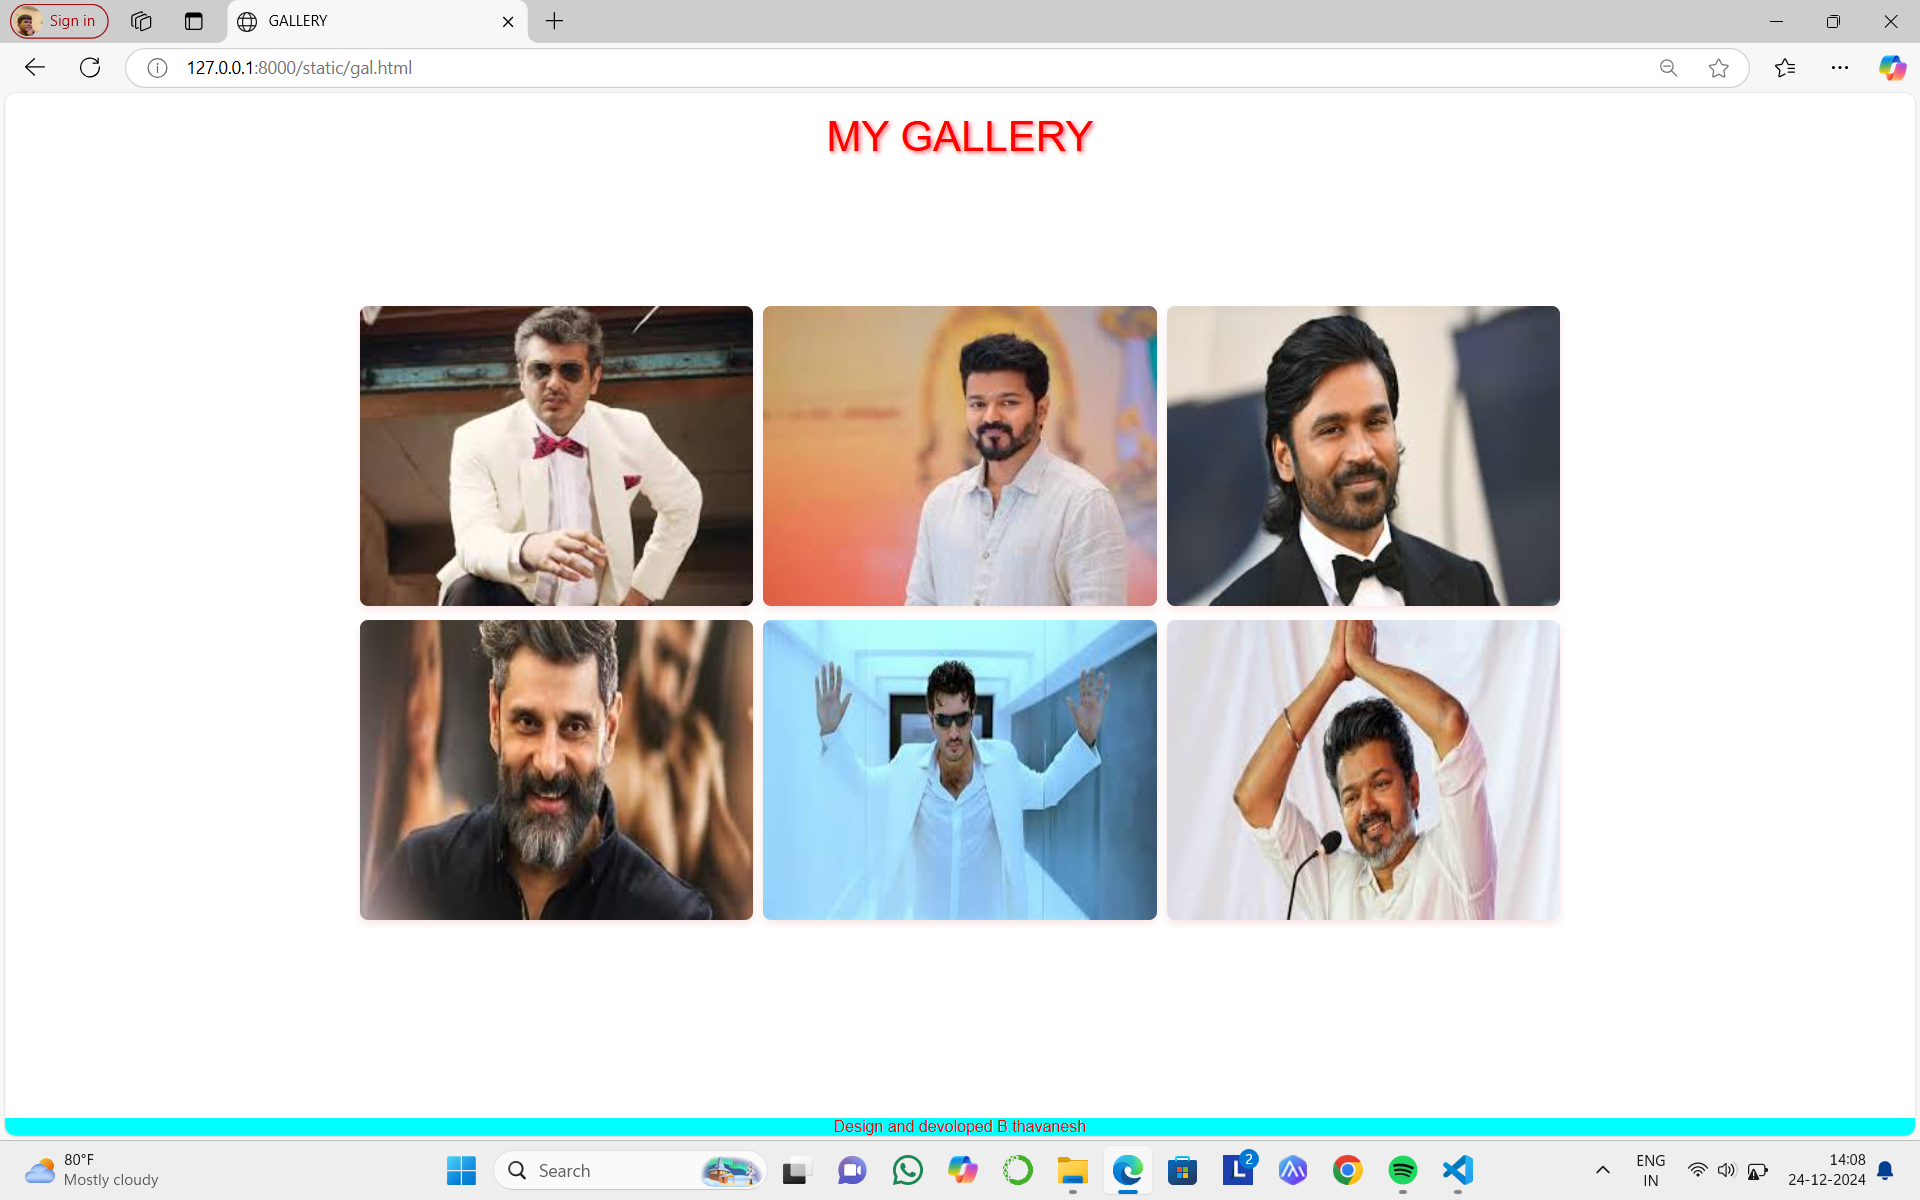 Sign in
GALLERY
127.0.0.1:8000/static/gal.html
MY GALLERY
Design and devoloped B.thavanesh
80°F
Mostly cloudy
Search
L
2
ENG
IN
14:08
24-12-2024